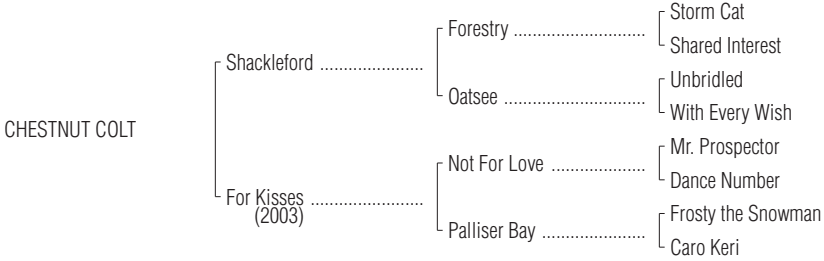 Storm Cat
Forestry ............................
Shared Interest
Shackleford ......................
Unbridled
Oatsee ..............................
With Every Wish
CHESTNUT COLT
Mr. Prospector
Not For Love ....................
Dance Number
For Kisses ........................
(2003)
Frosty the Snowman
Palliser Bay ......................
Caro Keri